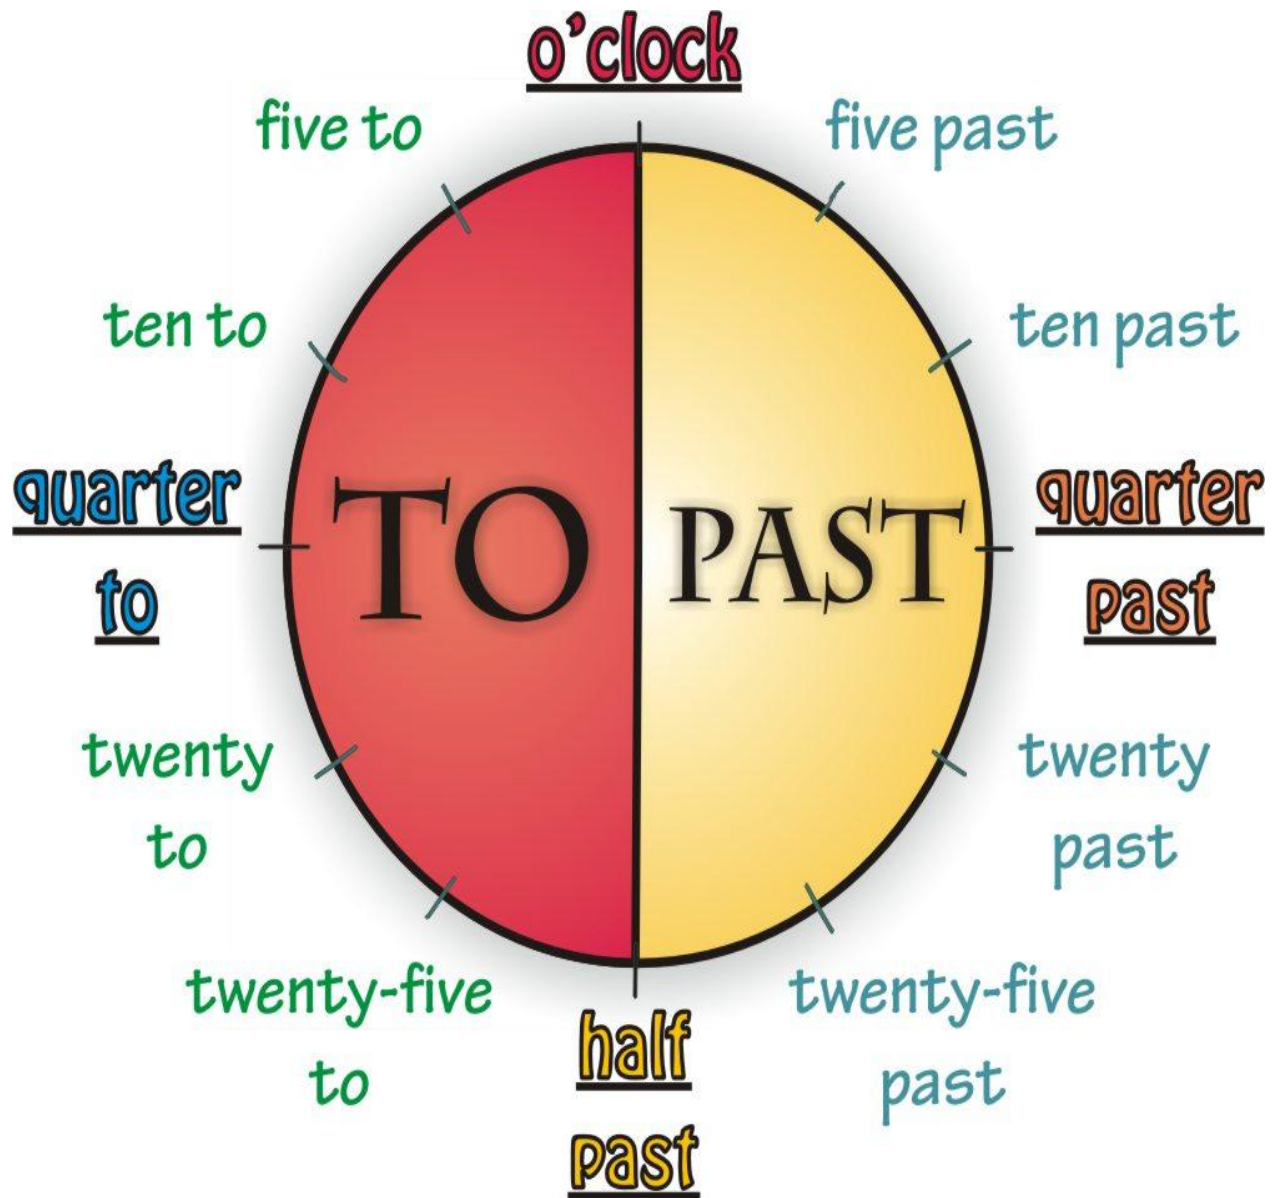 o'clock
five to
five past
ten to
ten past
quarter
to
TO
PAST
quarter
past
twenty
to
twenty
past
twenty-five
to
half
past
twenty-five
past